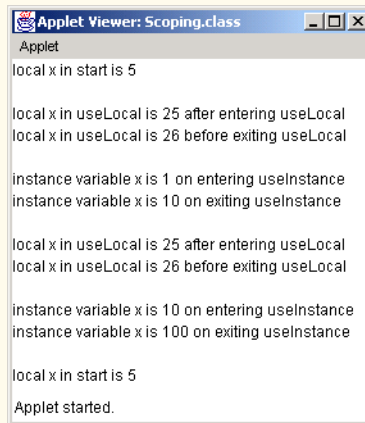 Applet Viewer: Scoping.class
Applet
local x in start is 5
local x in useLocal is 25 after entering useLocal
local x in useLocal is 26 before exiting useLocal
instance variable x is 1 on entering useInstance
instance variable x is 10 on exiting useInstance
local x in useLocal is 25 after entering useLocal
local x in useLocal is 26 before exiting useLocal
instance variable x is 10 on entering useInstance
instance variable x is 100 on exiting useInstance
local x in start is 5
Applet started.